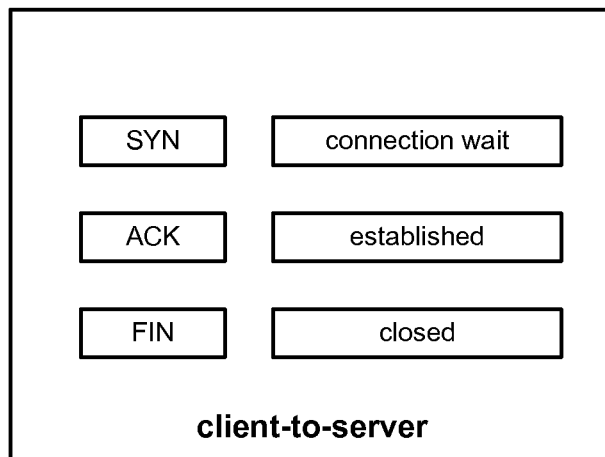 SYN connection wait
ACK established
FIN closed
client-to-server